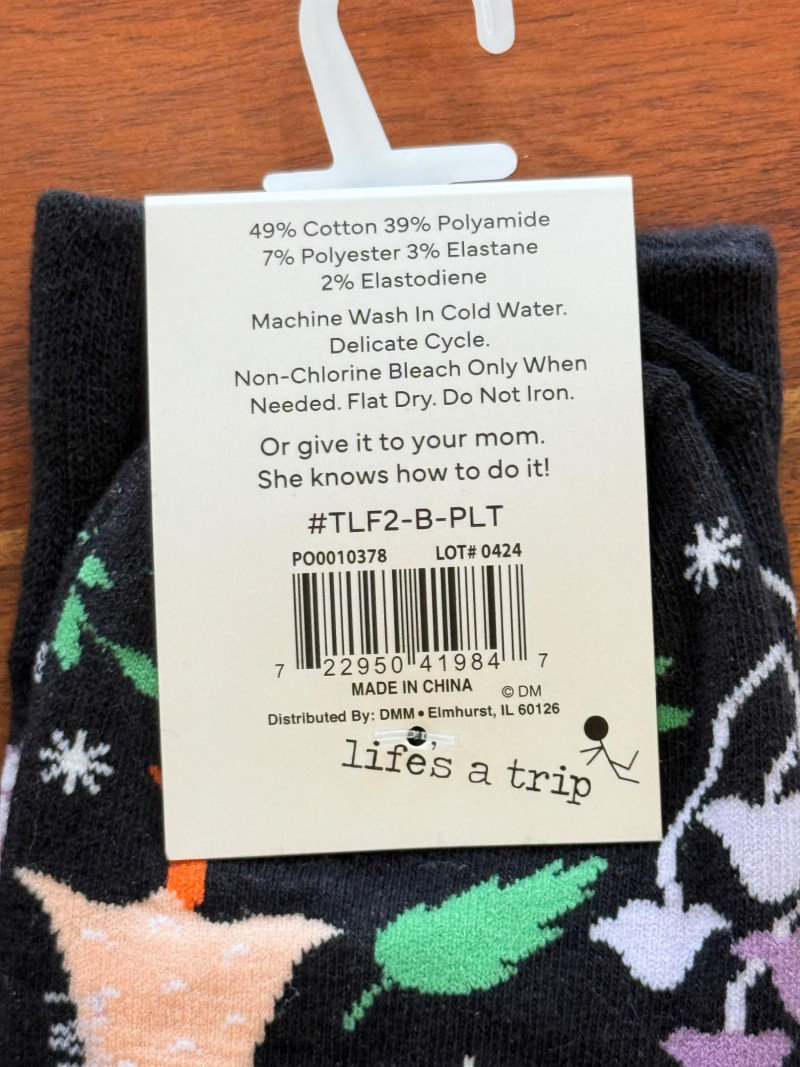 49% Cotton 39% Polyamide
7% Polyester 3% Elastane
2% Elastodiene
Machine Wash In Cold Water.
Delicate Cycle.
Non-Chlorine Bleach Only When
Needed. Flat Dry. Do Not Iron.
Or give it to your mom.
She knows how to do it!
#TLF2-B-PLT
PO0010378 LOT# 0424
7 22950 41984 7
MADE IN CHINA © DM
Distributed By: DMM • Elmhurst, IL 60126
life's a trip